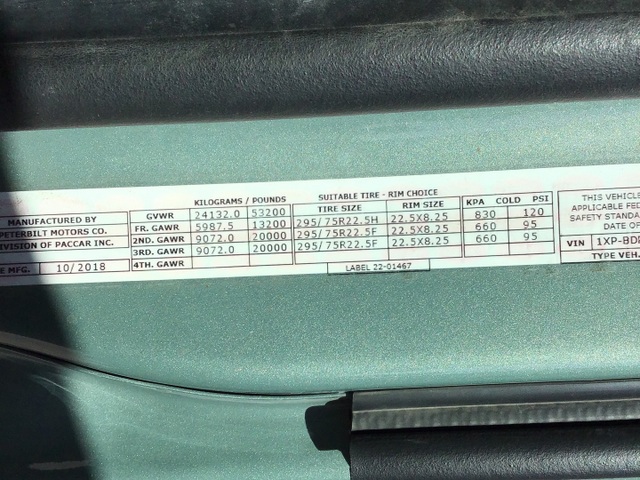 KILOGRAMS / POUNDS SUITABLE TIRE - RIM CHOICE
MANUFACTURED BY
PETERBILT MOTORS CO.
DIVISION OF PACCAR INC.
MFG. 10/2018
GVWR 24132.0 53200
FR. GAWR 5987.5 13200
2ND. GAWR 9072.0 20000
3RD. GAWR 9072.0 20000
4TH. GAWR
TIRE SIZE RIM SIZE KPA COLD PSI
295/75R22.5H 22.5X8.25 830 120
295/75R22.5F 22.5X8.25 660 95
295/75R22.5F 22.5X8.25 660 95
LABEL 22-01467
THIS VEHICLE
APPLICABLE FED
SAFETY STANDA
DATE OF
VIN 1XP-BD
TYPE VEH.